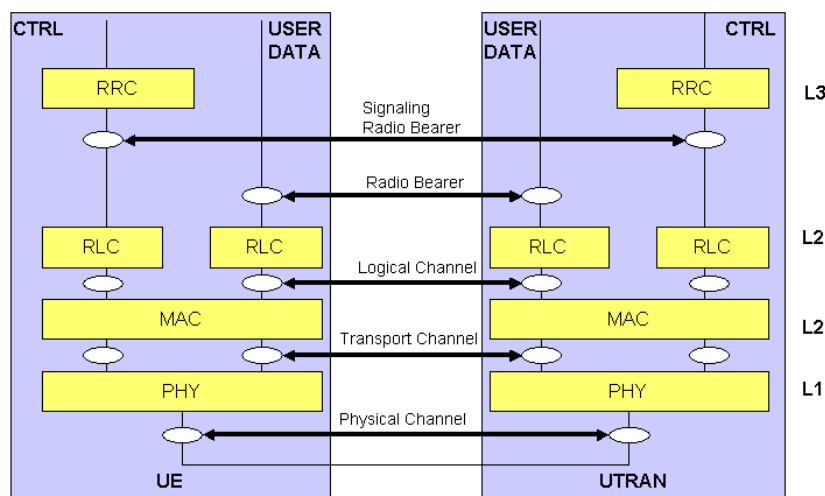 CTRL
USER
DATA
USER
DATA
CTRL
RRC
RRC
L3
Signaling
Radio Bearer
Radio Bearer
RLC
RLC
RLC
RLC
L2
Logical Channel
MAC
MAC
L2
Transport Channel
PHY
PHY
L1
Physical Channel
UE
UTRAN